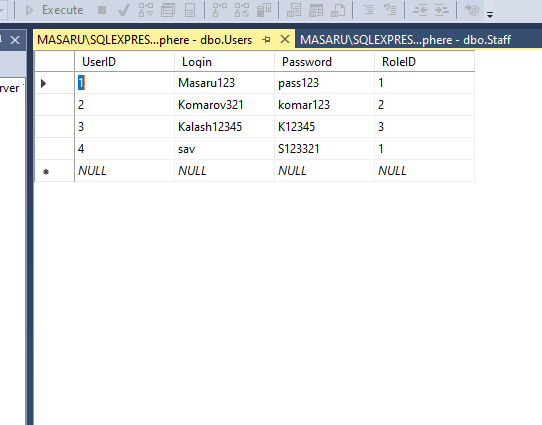 Execute
MASARU\SQLEXPRES...phere - dbo.Users
MASARU\SQLEXPRES...phere - dbo.Staff
UserID Login Password RoleID
1 Masaru123 pass123 1
2 Komarov321 komar123 2
3 Kalash12345 K12345 3
4 sav S123321 1
NULL NULL NULL NULL